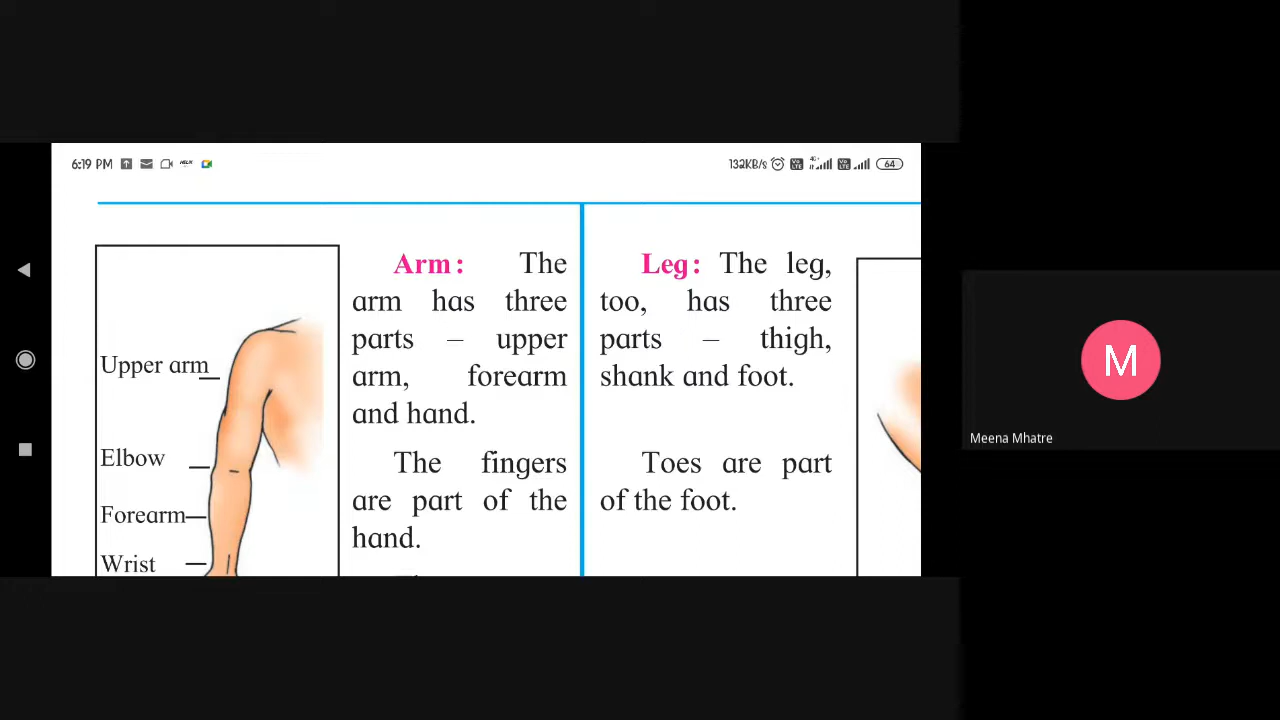 6:19 PM
132KB/s
64
Upper arm
Elbow
Forearm
Wrist
Arm: The
arm has three
parts – upper
arm, forearm
and hand.
The fingers
are part of the
hand.
Leg: The leg,
too, has three
parts – thigh,
shank and foot.
Toes are part
of the foot.
M
Meena Mhatre